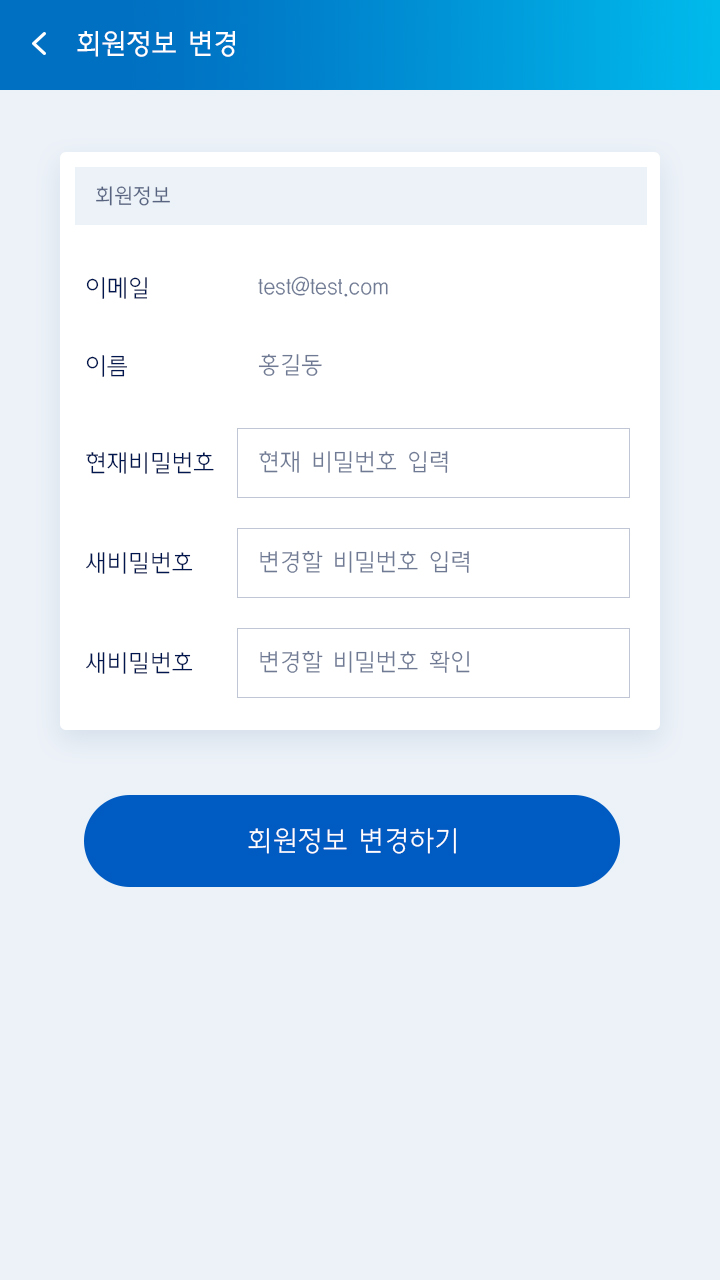 회원정보 변경
회원정보
이메일 test@test.com
이름 홍길동
현재비밀번호 현재 비밀번호 입력
새비밀번호 변경할 비밀번호 입력
새비밀번호 변경할 비밀번호 확인
회원정보 변경하기